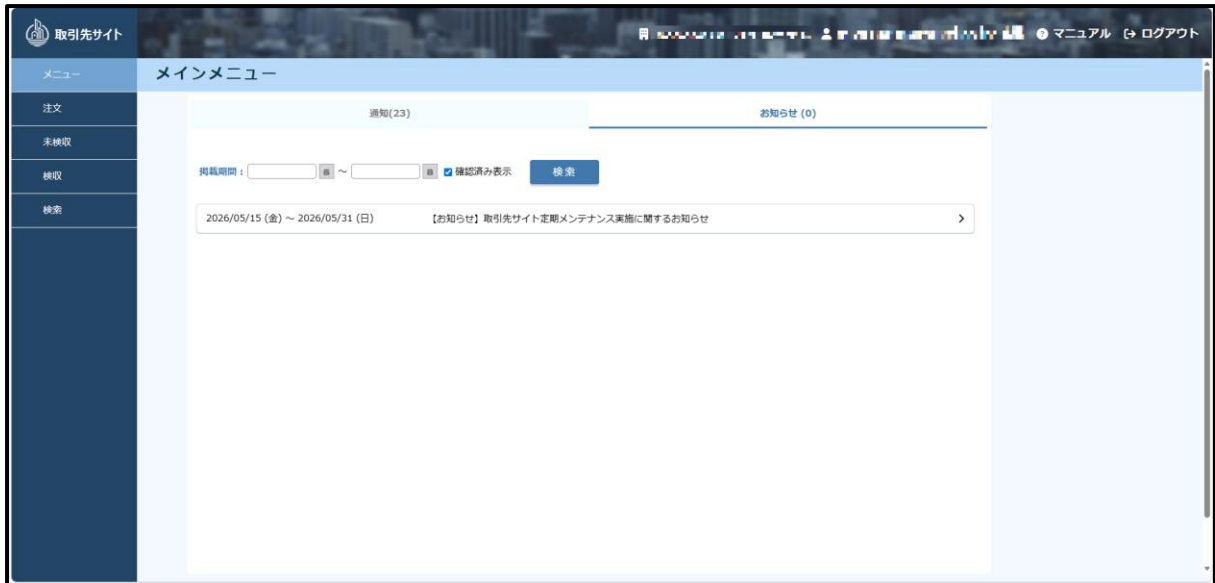 取引先サイト
マニュアル ログアウト
メニュー
メインメニュー
注文
未検収
検収
検索
通知(23)
お知らせ (0)
掲載期間： ～ 確認済み表示 検索
2026/05/15 (金) ～ 2026/05/31 (日) 【お知らせ】取引先サイト定期メンテナンス実施に関するお知らせ